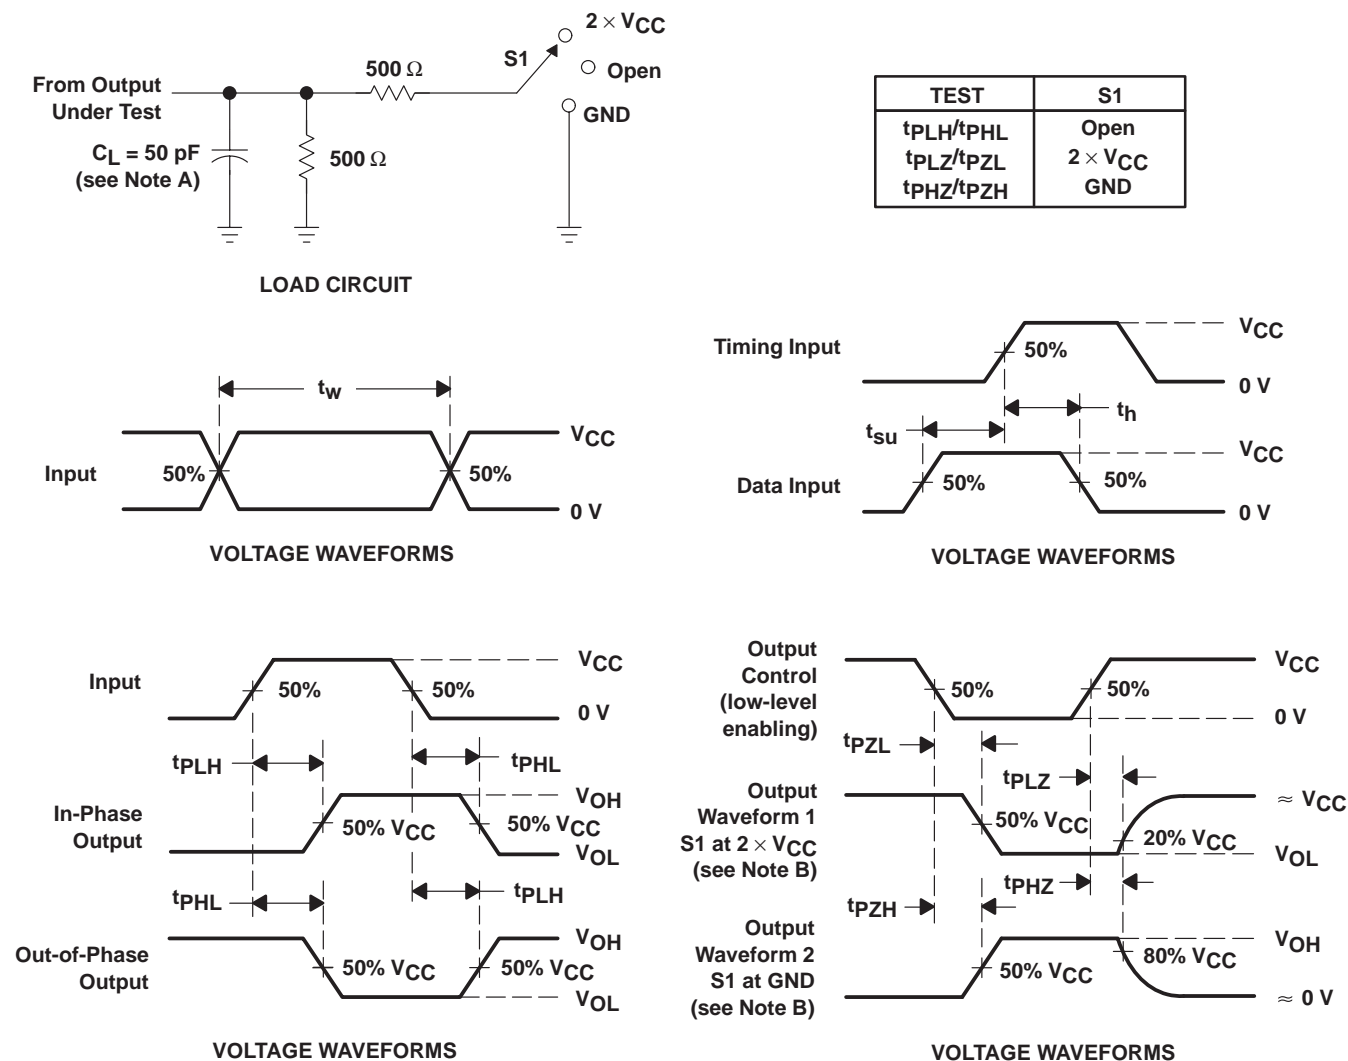 2 × VCC
S1
500 Ω
Open
From Output
Under Test
GND
CL = 50 pF
(see Note A)
500 Ω
LOAD CIRCUIT
TEST S1
tPLH/tPHL Open
tPLZ/tPZL 2 × VCC
tPHZ/tPZH GND
tw
VCC
Input 50% 50%
0 V
VOLTAGE WAVEFORMS
VCC
Timing Input 50%
0 V
th
tsu
VCC
Data Input 50% 50%
0 V
VOLTAGE WAVEFORMS
VCC
Input 50% 50%
0 V
tPLH tPHL
VOH
In-Phase
Output
50% VCC 50% VCC
VOL
tPHL tPLH
VOH
Out-of-Phase
Output
50% VCC 50% VCC
VOL
VOLTAGE WAVEFORMS
Output
Control
(low-level
enabling)
VCC
50% 50%
0 V
tPZL
tPLZ
Output
Waveform 1
S1 at 2 × VCC
(see Note B)
≈ VCC
50% VCC 20% VCC
VOL
tPHZ
tPZH
Output
Waveform 2
S1 at GND
(see Note B)
VOH
50% VCC 80% VCC
≈ 0 V
VOLTAGE WAVEFORMS